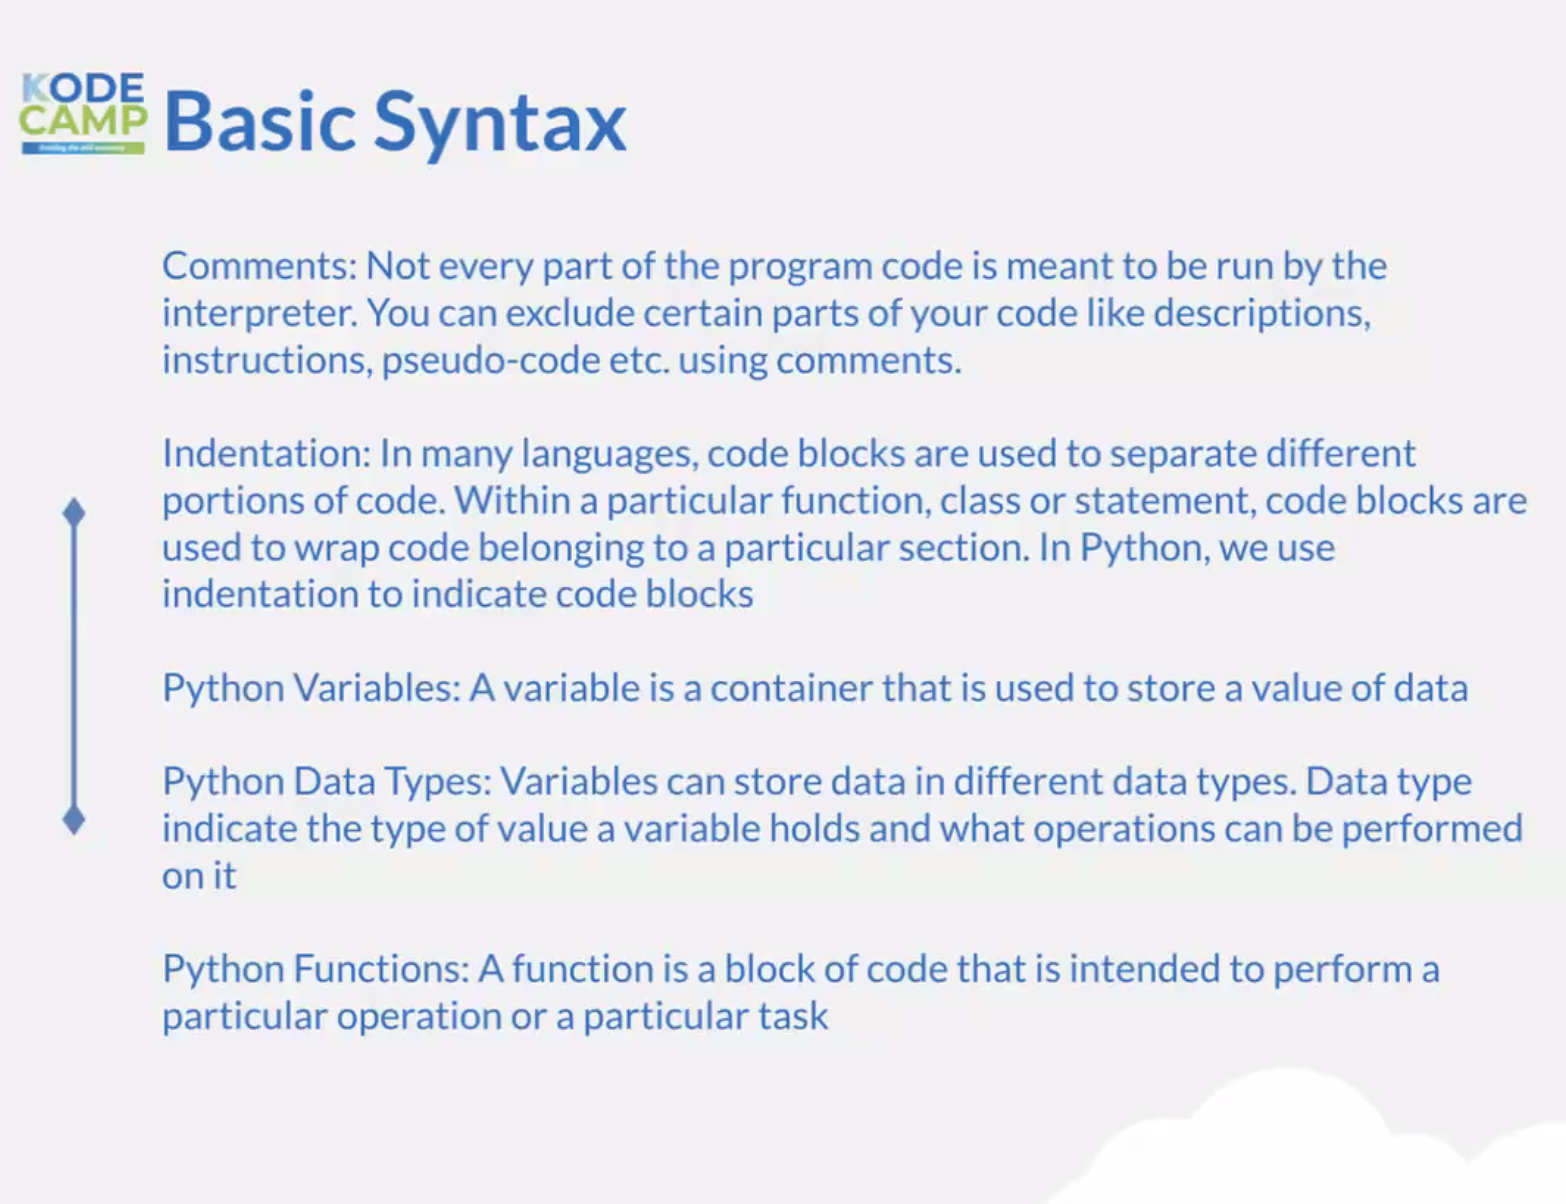 KODE
CAMP
Basic Syntax
Comments: Not every part of the program code is meant to be run by the
interpreter. You can exclude certain parts of your code like descriptions,
instructions, pseudo-code etc. using comments.
Indentation: In many languages, code blocks are used to separate different
portions of code. Within a particular function, class or statement, code blocks are
used to wrap code belonging to a particular section. In Python, we use
indentation to indicate code blocks
Python Variables: A variable is a container that is used to store a value of data
Python Data Types: Variables can store data in different data types. Data type
indicate the type of value a variable holds and what operations can be performed
on it
Python Functions: A function is a block of code that is intended to perform a
particular operation or a particular task